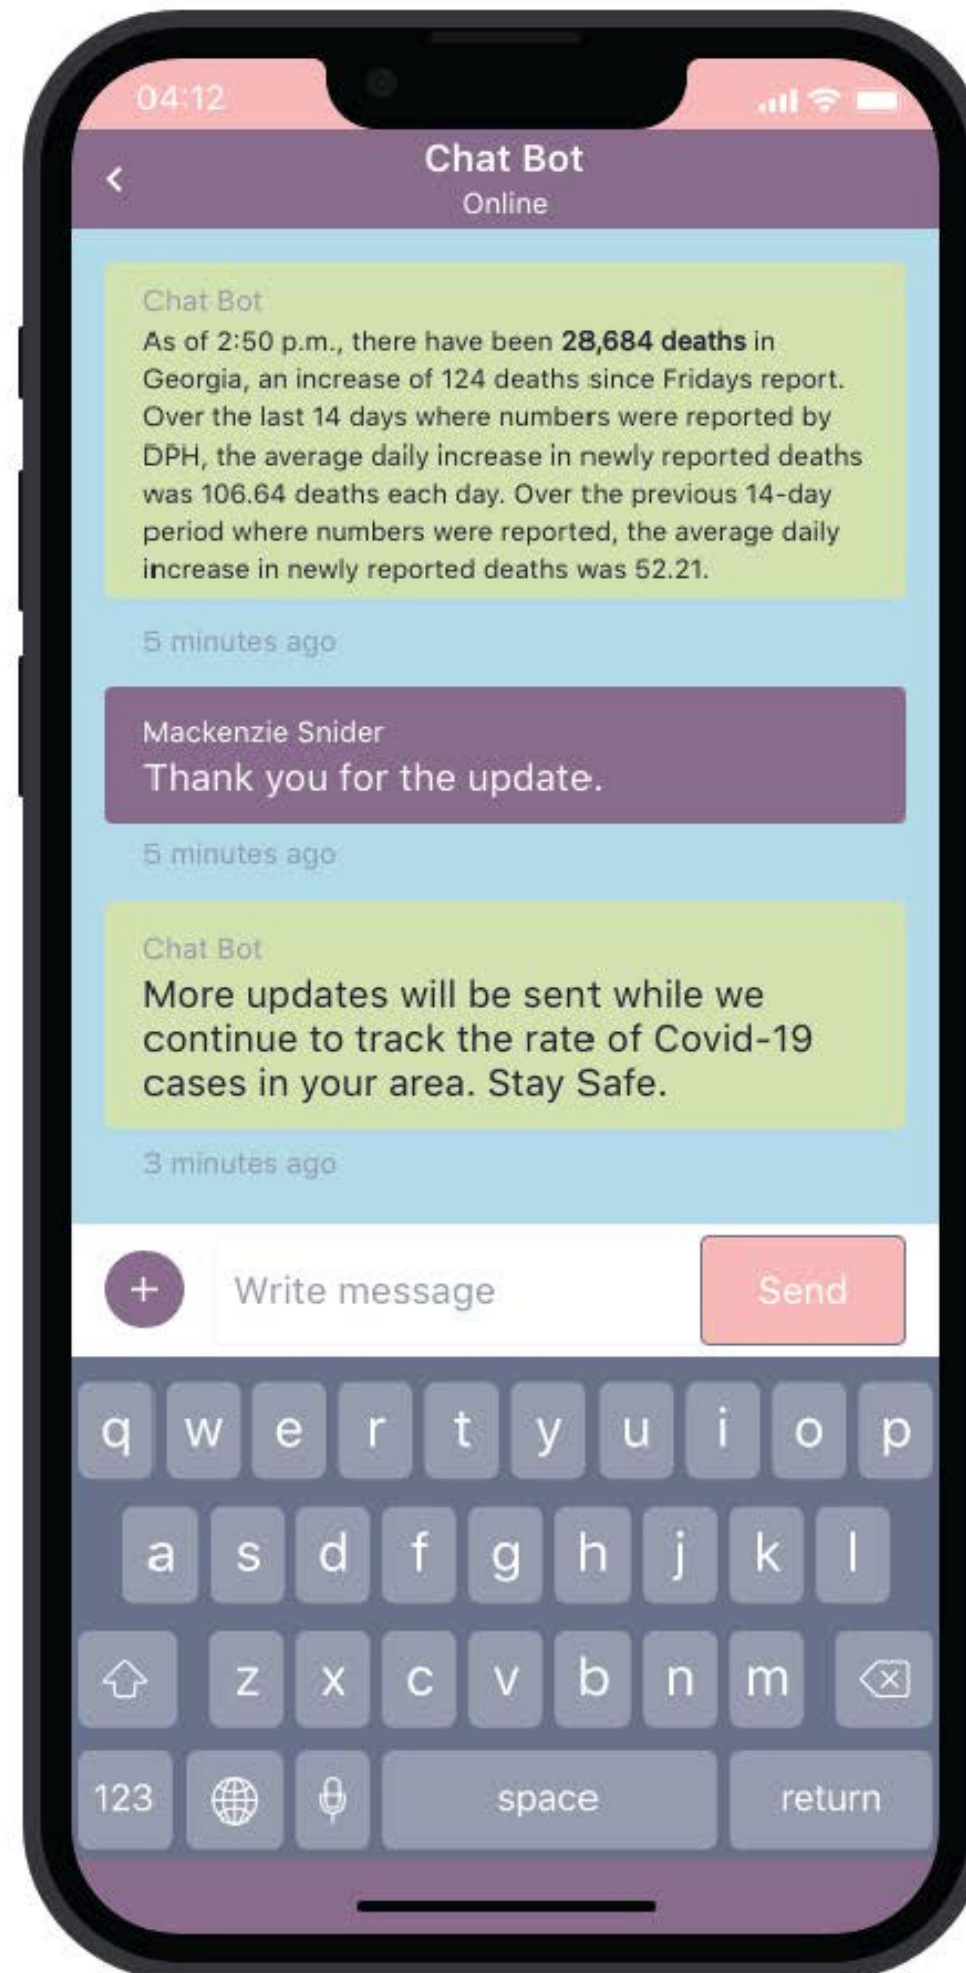 04:12
Chat Bot
Online
Chat Bot
As of 2:50 p.m., there have been 28,684 deaths in
Georgia, an increase of 124 deaths since Fridays report.
Over the last 14 days where numbers were reported by
DPH, the average daily increase in newly reported deaths
was 106.64 deaths each day. Over the previous 14-day
period where numbers were reported, the average daily
increase in newly reported deaths was 52.21.
5 minutes ago
Mackenzie Snider
Thank you for the update.
5 minutes ago
Chat Bot
More updates will be sent while we
continue to track the rate of Covid-19
cases in your area. Stay Safe.
3 minutes ago
+ Write message Send
q w e r t y u i o p
a s d f g h j k l
z x c v b n m
123 space return